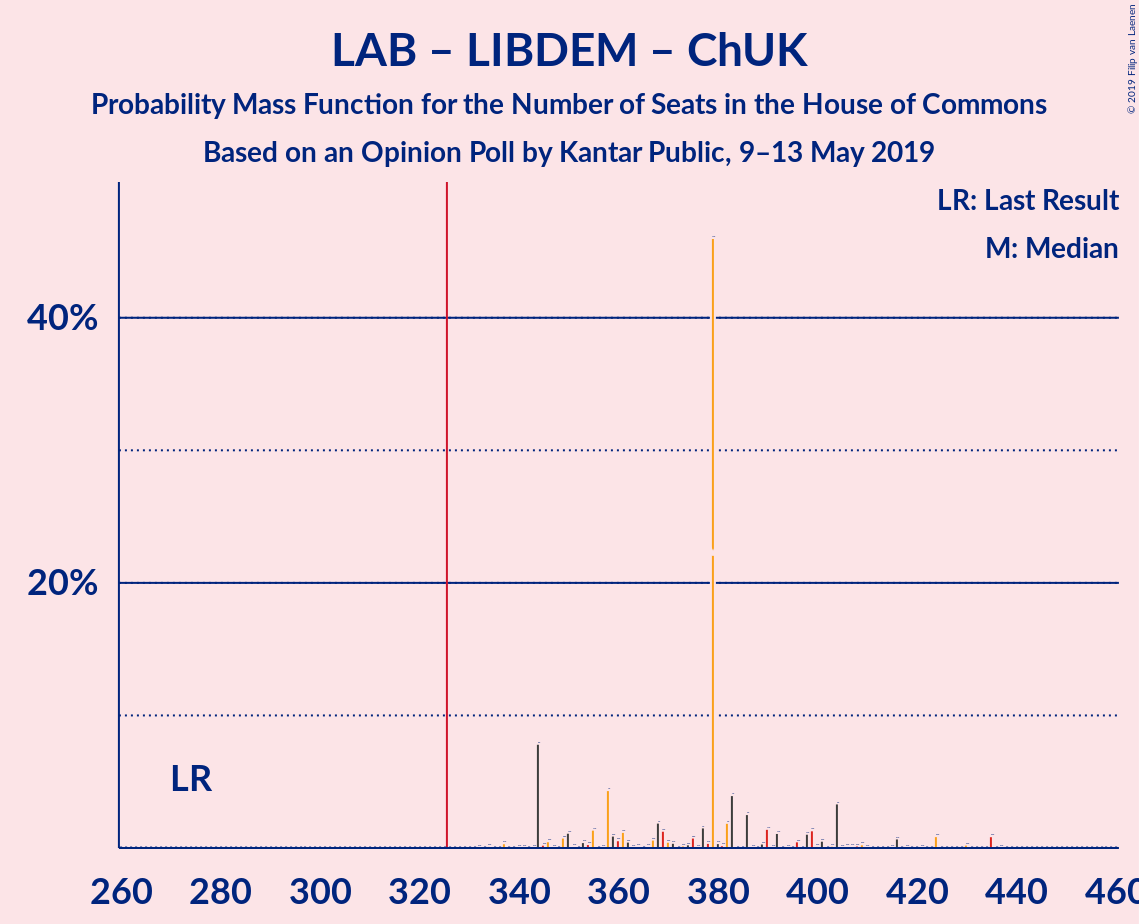 LAB – LIBDEM – ChUK
Probability Mass Function for the Number of Seats in the House of Commons
Based on an Opinion Poll by Kantar Public, 9–13 May 2019
© 2019 Filip van Laenen
LR: Last Result
M: Median
40%
20%
LR
260 280 300 320 340 360 380 400 420 440 460